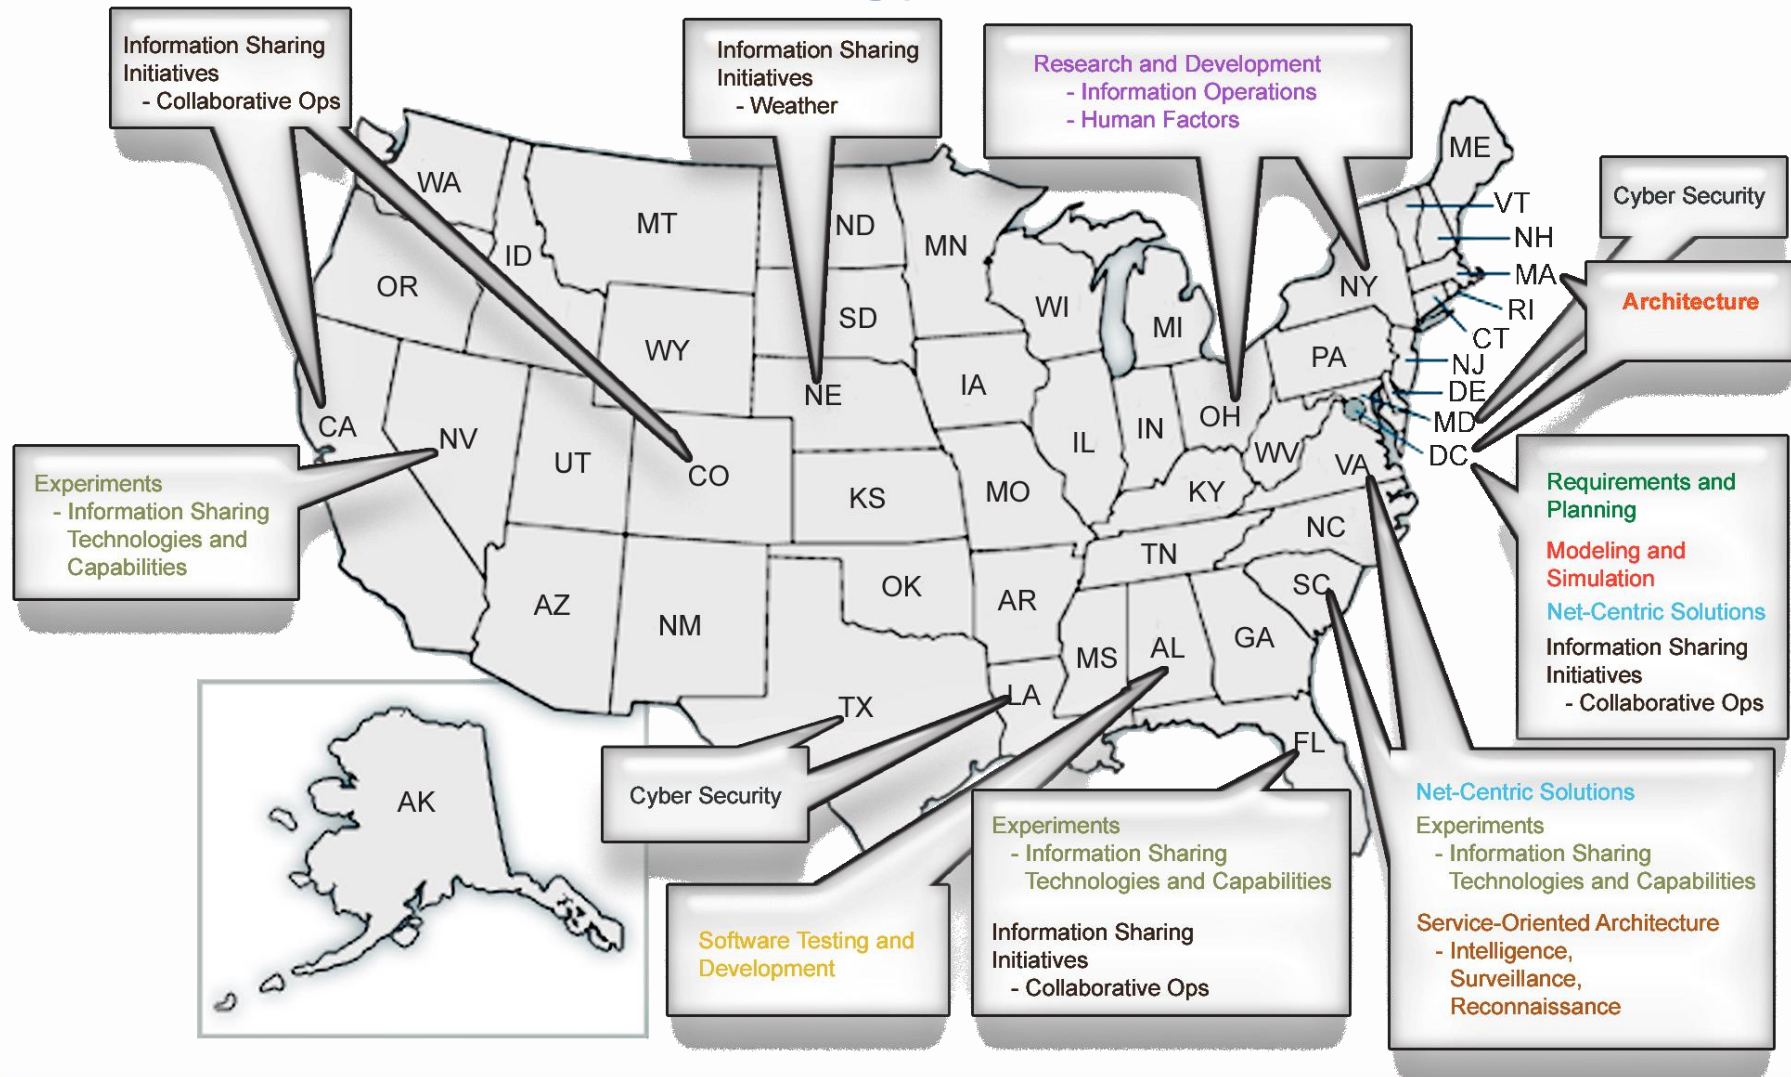 Information Sharing
Initiatives
- Collaborative Ops
Information Sharing
Initiatives
- Weather
Research and Development
- Information Operations
- Human Factors
Cyber Security
Architecture
Requirements and
Planning
Modeling and
Simulation
Net-Centric Solutions
Information Sharing
Initiatives
- Collaborative Ops
Experiments
- Information Sharing
Technologies and
Capabilities
Cyber Security
Software Testing and
Development
Experiments
- Information Sharing
Technologies and Capabilities
Information Sharing
Initiatives
- Collaborative Ops
Net-Centric Solutions
Experiments
- Information Sharing
Technologies and Capabilities
Service-Oriented Architecture
- Intelligence,
Surveillance,
Reconnaissance
WA
OR
ID
MT
WY
ND
SD
NE
MN
WI
MI
IA
IL
IN
OH
PA
NY
ME
VT
NH
MA
RI
CT
NJ
DE
MD
DC
CA
NV
UT
CO
KS
MO
KY
WV
VA
NC
TN
SC
AZ
NM
OK
AR
MS
AL
GA
TX
LA
FL
AK